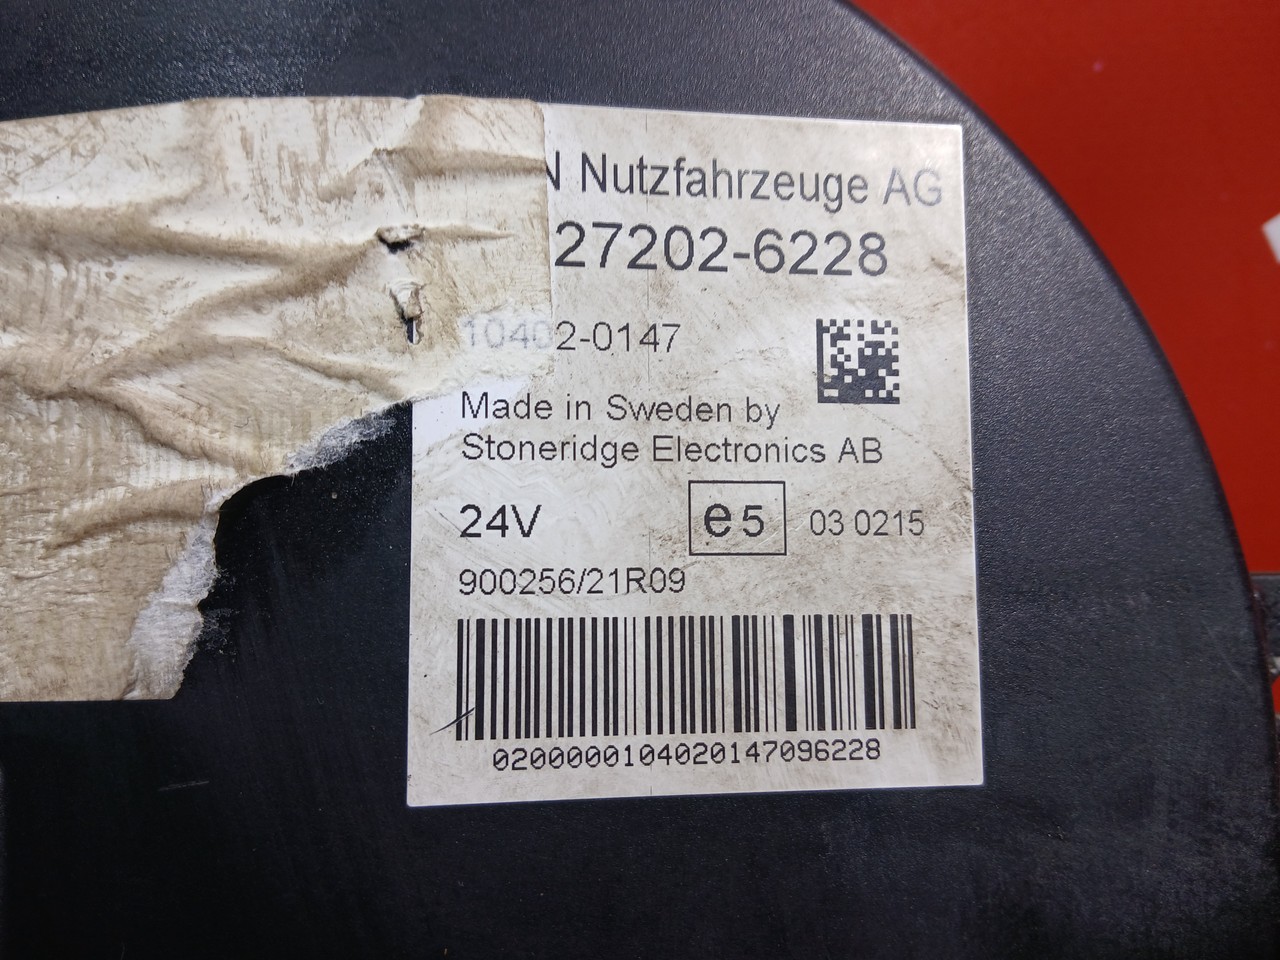 N Nutzfahrzeuge AG
27202-6228
10402-0147
Made in Sweden by
Stoneridge Electronics AB
24V e5 03 0215
900256/21R09
0200000104020147096228